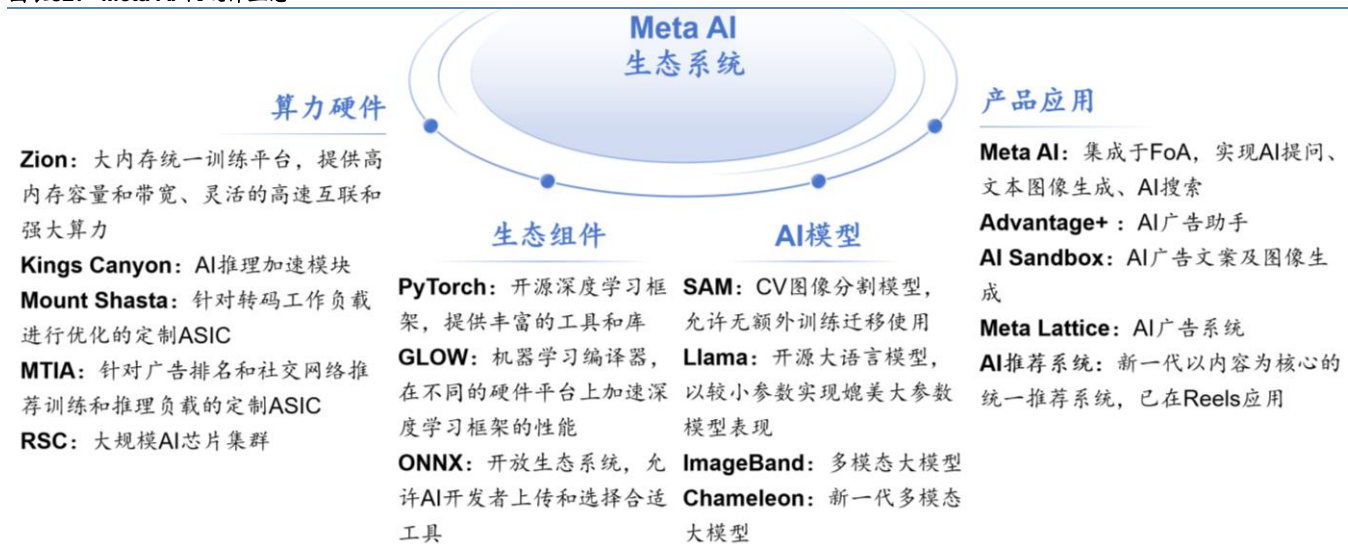 Meta AI
生态系统
算力硬件
Zion：大内存统一训练平台，提供高
内存容量和带宽、灵活的高速互联和
强大算力
Kings Canyon：AI推理加速模块
Mount Shasta：针对转码工作负载
进行优化的定制ASIC
MTIA：针对广告排名和社交网络推
荐训练和推理负载的定制ASIC
RSC：大规模AI芯片集群
生态组件
PyTorch：开源深度学习框
架，提供丰富的工具和库
GLOW：机器学习编译器，
在不同的硬件平台上加速深
度学习框架的性能
ONNX：开放生态系统，允
许AI开发者上传和选择合适
工具
AI模型
SAM：CV图像分割模型，
允许无额外训练迁移使用
Llama：开源大语言模型，
以较小参数实现媲美大参数
模型表现
ImageBand：多模态大模型
Chameleon：新一代多模态
大模型
产品应用
Meta AI：集成于FoA，实现AI提问、
文本图像生成、AI搜索
Advantage+ ：AI广告助手
AI Sandbox：AI广告文案及图像生
成
Meta Lattice：AI广告系统
AI推荐系统：新一代以内容为核心的
统一推荐系统，已在Reels应用